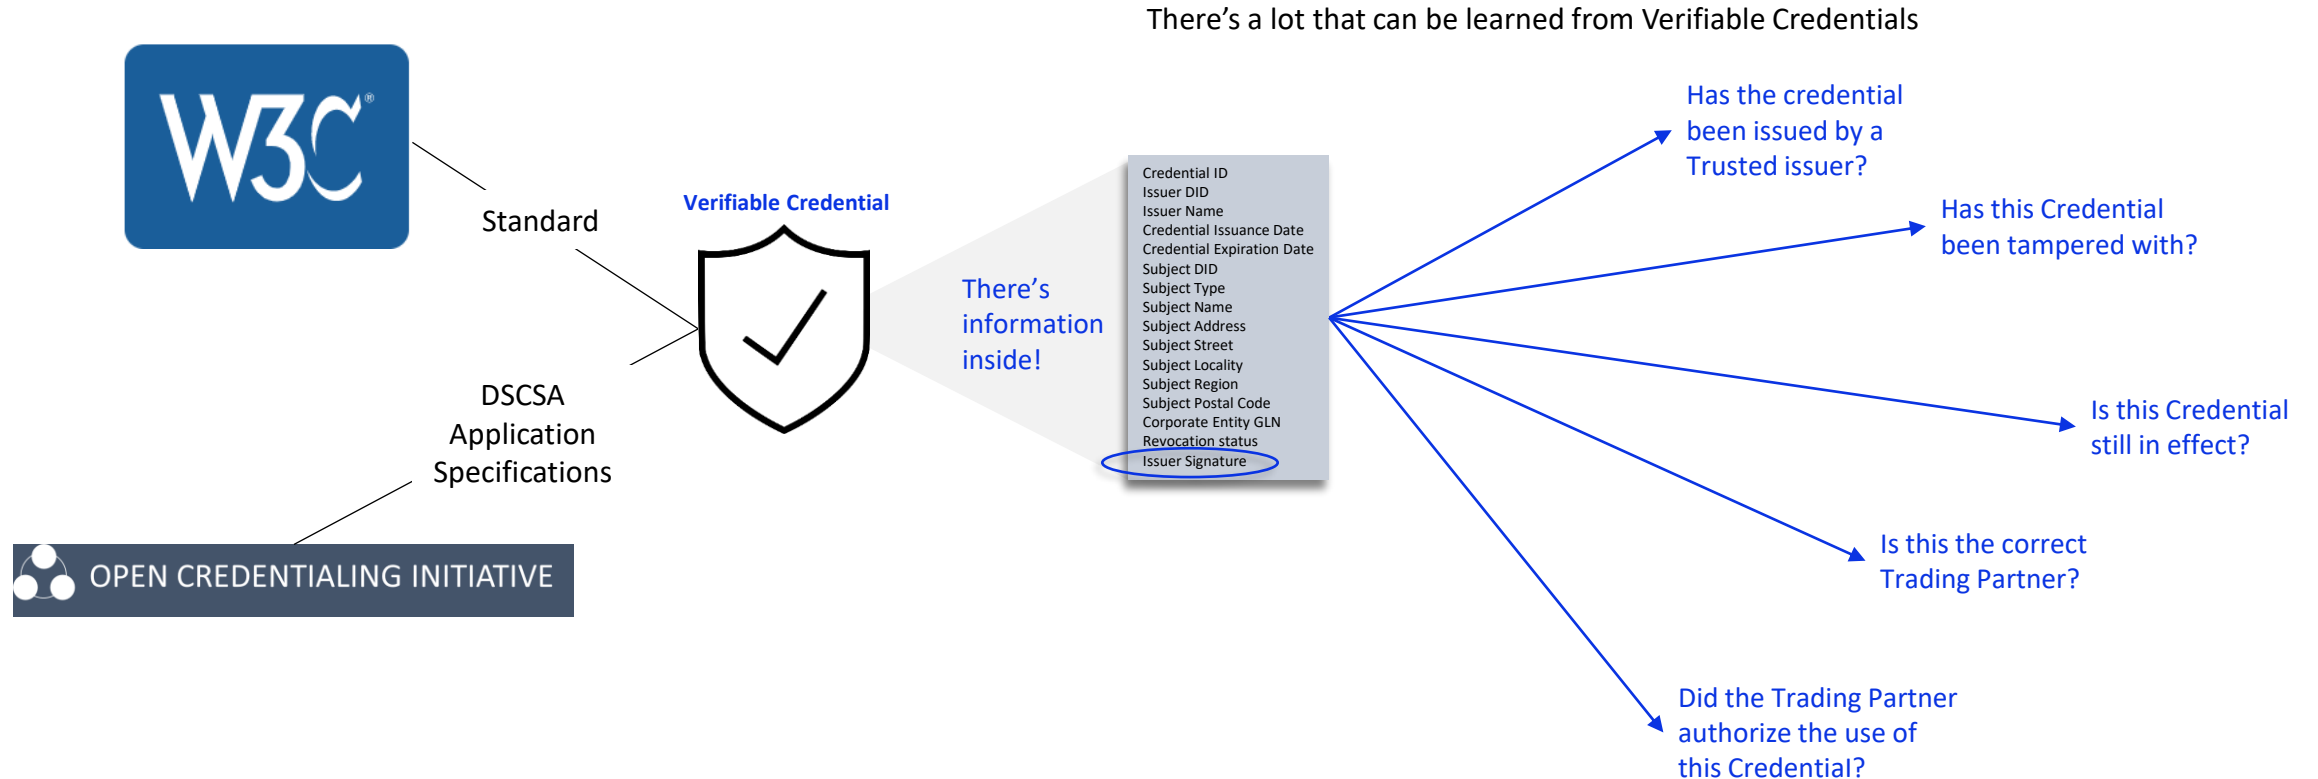 There's a lot that can be learned from Verifiable Credentials
W3C®
Standard
DSCSA
Application
Specifications
OPEN CREDENTIALING INITIATIVE
Verifiable Credential
There's
information
inside!
Credential ID
Issuer DID
Issuer Name
Credential Issuance Date
Credential Expiration Date
Subject DID
Subject Type
Subject Name
Subject Address
Subject Street
Subject Locality
Subject Region
Subject Postal Code
Corporate Entity GLN
Revocation status
Issuer Signature
Has the credential
been issued by a
Trusted issuer?
Has this Credential
been tampered with?
Is this Credential
still in effect?
Is this the correct
Trading Partner?
Did the Trading Partner
authorize the use of
this Credential?